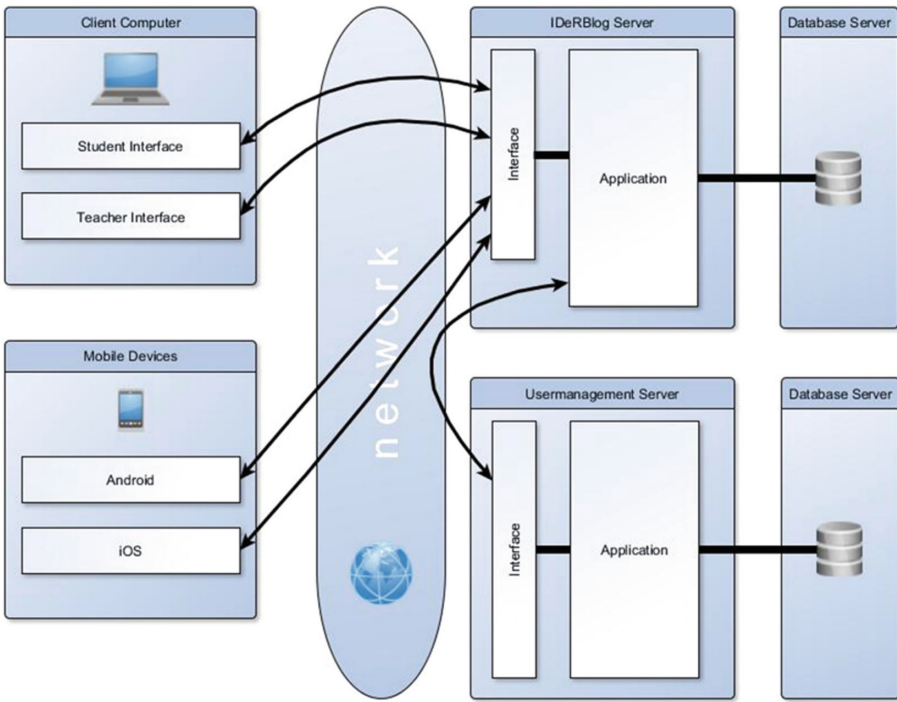 Client Computer
Student Interface
Teacher Interface
Mobile Devices
Android
iOS
network
IDeRBlog Server
Interface
Application
Database Server
Usermanagement Server
Interface
Application
Database Server